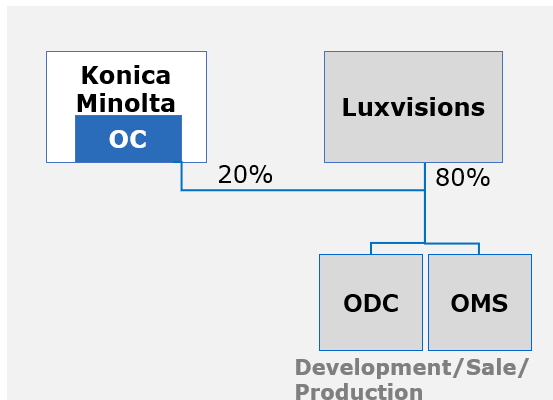 Konica
Minolta
OC
Luxvisions
20%
80%
ODC
OMS
Development/Sale/
Production